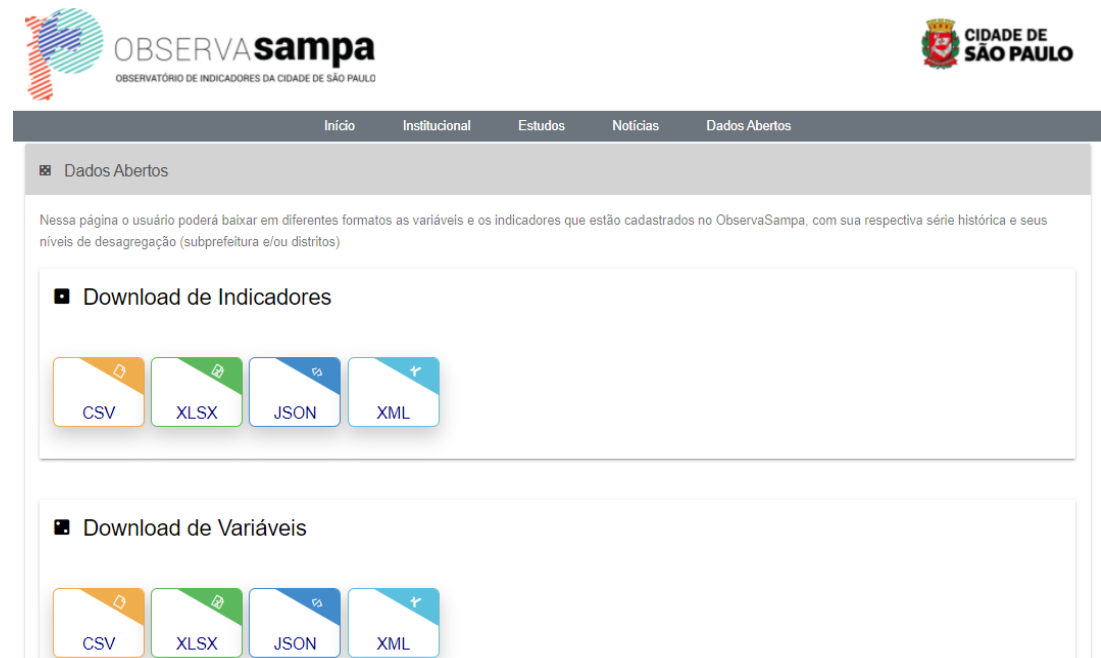 OBSERVAsampa
OBSERVATÓRIO DE INDICADORES DA CIDADE DE SÃO PAULO
CIDADE DE
SÃO PAULO
Início Institucional Estudos Notícias Dados Abertos
Dados Abertos
Nessa página o usuário poderá baixar em diferentes formatos as variáveis e os indicadores que estão cadastrados no ObservaSampa, com sua respectiva série histórica e seus
níveis de desagregação (subprefeitura e/ou distritos)
Download de Indicadores
CSV XLSX JSON XML
Download de Variáveis
CSV XLSX JSON XML